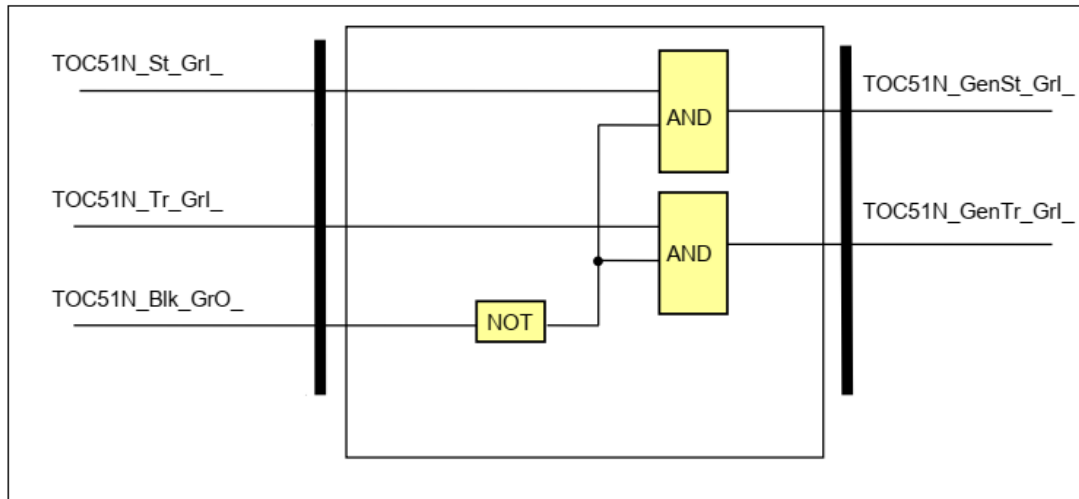 TOC51N_St_GrI_
TOC51N_GenSt_GrI_
AND
TOC51N_Tr_GrI_
TOC51N_GenTr_GrI_
AND
TOC51N_Blk_GrO_
NOT